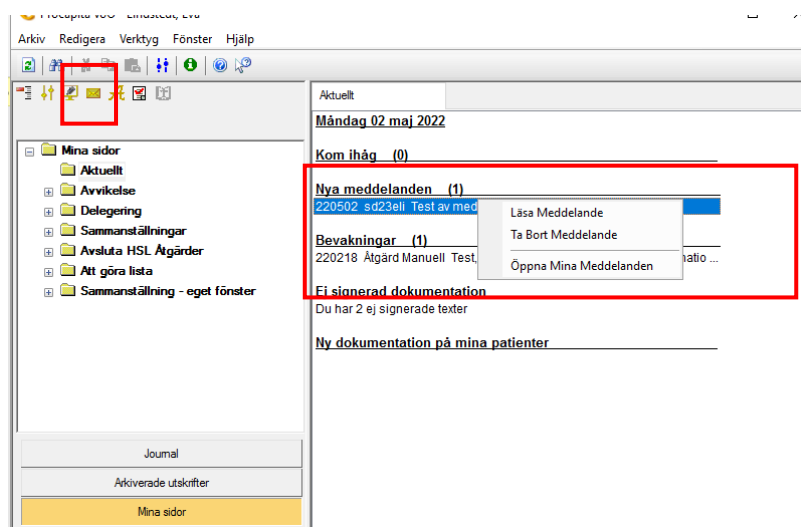 Procapita VoO - Lindstedt, Eva
Arkiv Redigera Verktyg Fönster Hjälp
Aktuellt
Måndag 02 maj 2022
Mina sidor
Kom ihåg (0)
Aktuellt
Avvikelse
Nya meddelanden (1)
Delegering
220502 sd23eli Test av med
Läsa Meddelande
Sammanställningar
Ta Bort Meddelande
Avsluta HSL Åtgärder
Bevakningar (1)
220218 Åtgärd Manuell Test,
Öppna Mina Meddelanden
natio ...
Att göra lista
Sammanställning - eget fönster
Ej signerad dokumentation
Du har 2 ej signerade texter
Ny dokumentation på mina patienter
Journal
Arkiverade utskrifter
Mina sidor